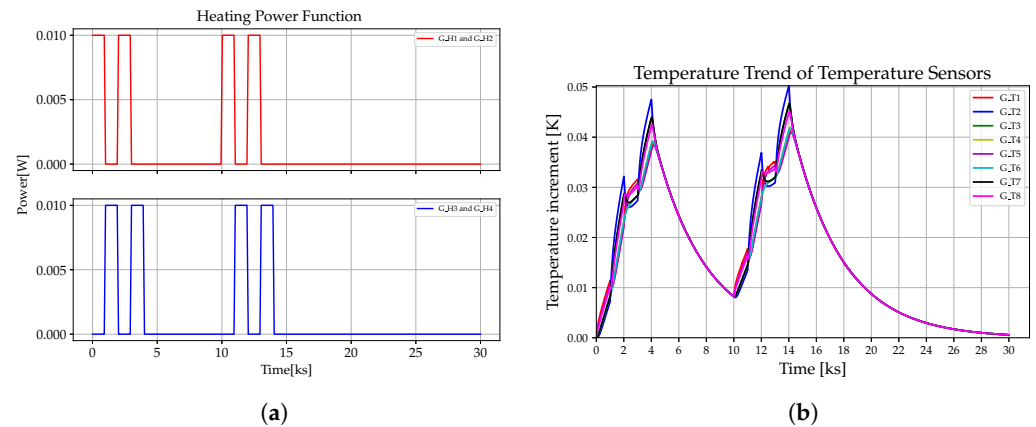 Heating Power Function
0.010
0.005
0.000
G_H1 and G_H2
Power[W]
0.010
0.005
0.000
G_H3 and G_H4
0 5 10 15 20 25 30
Time[ks]
(a)
Temperature Trend of Temperature Sensors
Temperature increment [K]
0.05
0.04
0.03
0.02
0.01
0.00
G_T1
G_T2
G_T3
G_T4
G_T5
G_T6
G_T7
G_T8
0 2 4 6 8 10 12 14 16 18 20 22 24 26 28 30
Time [ks]
(b)